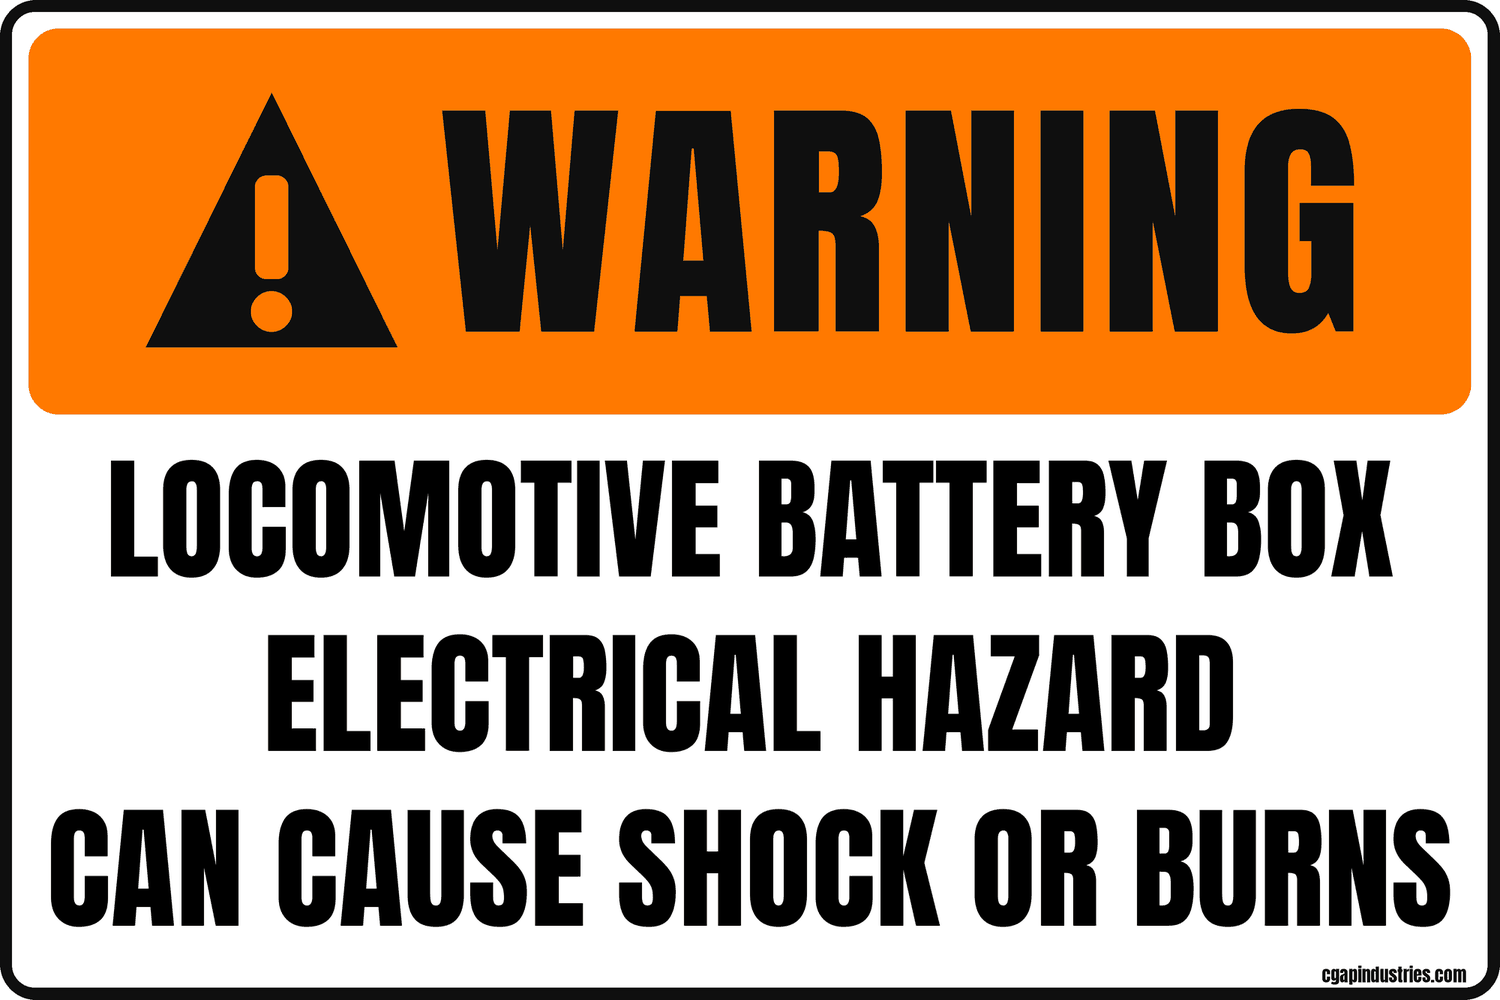 WARNING
LOCOMOTIVE BATTERY BOX
ELECTRICAL HAZARD
CAN CAUSE SHOCK OR BURNS
cgapindustries.com